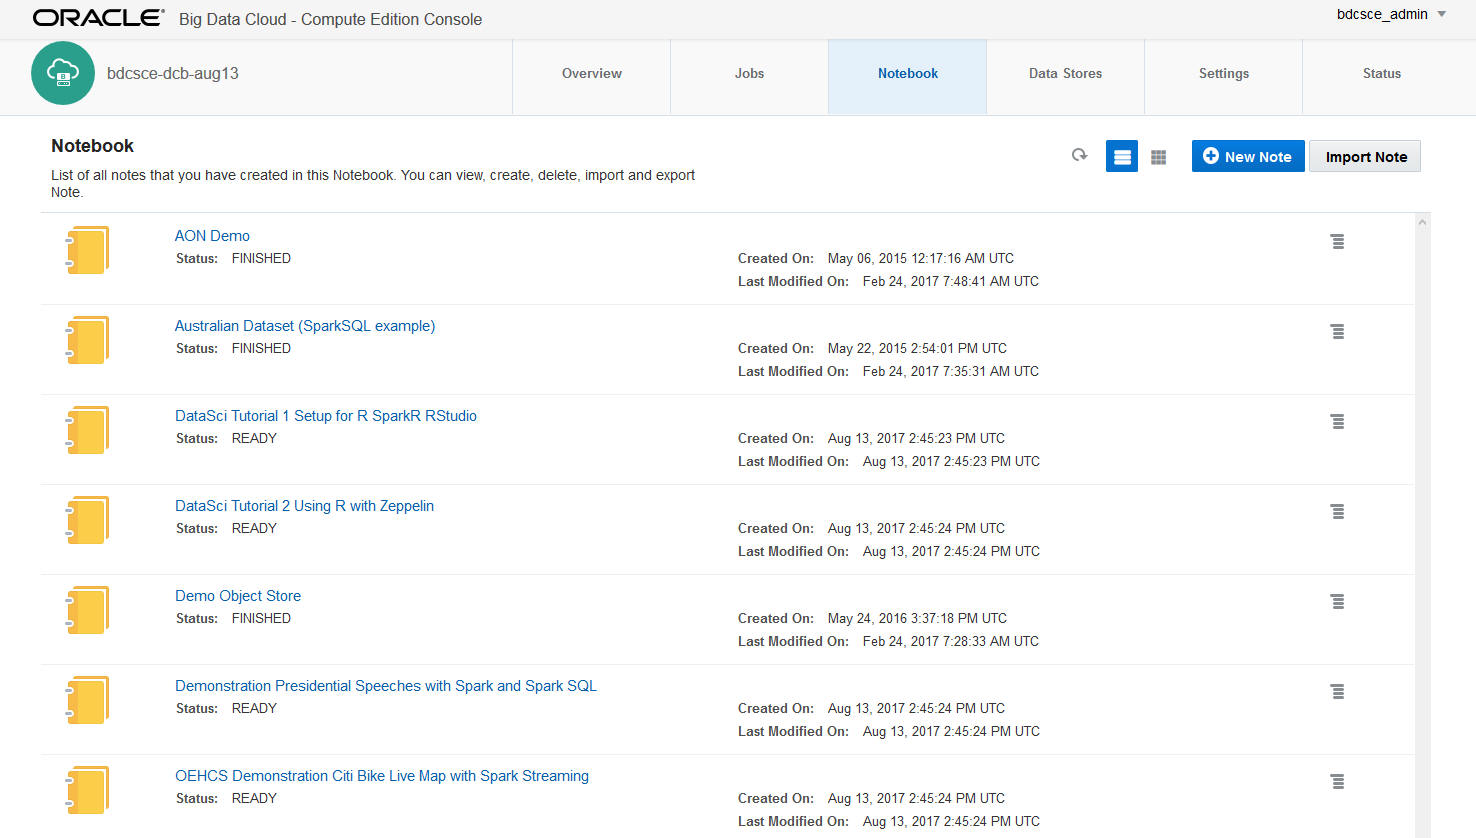 ORACLE Big Data Cloud - Compute Edition Console
bdcsce_admin
bdcsce-dcb-aug13
Overview
Jobs
Notebook
Data Stores
Settings
Status
Notebook
List of all notes that you have created in this Notebook. You can view, create, delete, import and export
Note.
New Note
Import Note
AON Demo
Status: FINISHED
Created On: May 06, 2015 12:17:16 AM UTC
Last Modified On: Feb 24, 2017 7:48:41 AM UTC
Australian Dataset (SparkSQL example)
Status: FINISHED
Created On: May 22, 2015 2:54:01 PM UTC
Last Modified On: Feb 24, 2017 7:35:31 AM UTC
DataSci Tutorial 1 Setup for R SparkR RStudio
Status: READY
Created On: Aug 13, 2017 2:45:23 PM UTC
Last Modified On: Aug 13, 2017 2:45:23 PM UTC
DataSci Tutorial 2 Using R with Zeppelin
Status: READY
Created On: Aug 13, 2017 2:45:24 PM UTC
Last Modified On: Aug 13, 2017 2:45:24 PM UTC
Demo Object Store
Status: FINISHED
Created On: May 24, 2016 3:37:18 PM UTC
Last Modified On: Feb 24, 2017 7:28:33 AM UTC
Demonstration Presidential Speeches with Spark and Spark SQL
Status: READY
Created On: Aug 13, 2017 2:45:24 PM UTC
Last Modified On: Aug 13, 2017 2:45:24 PM UTC
OEHCS Demonstration Citi Bike Live Map with Spark Streaming
Status: READY
Created On: Aug 13, 2017 2:45:24 PM UTC
Last Modified On: Aug 13, 2017 2:45:24 PM UTC